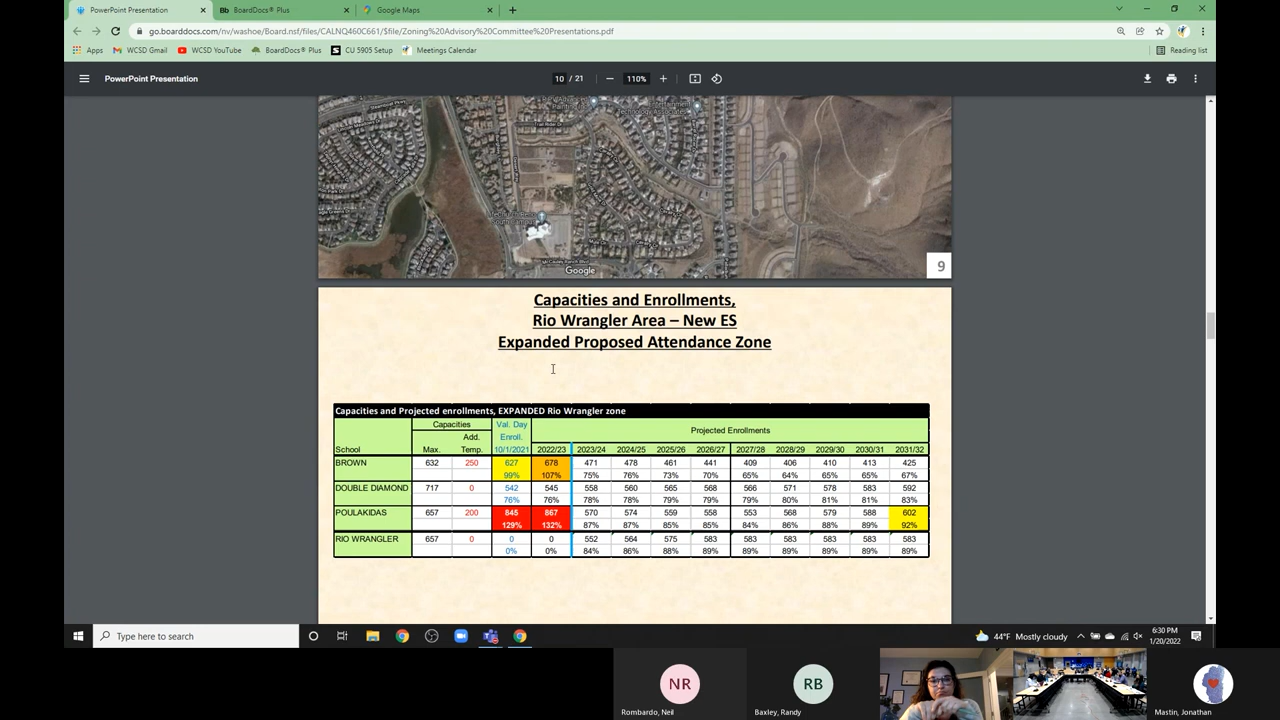 PowerPoint Presentation
BoardDocs® Plus
Google Maps
go.boarddocs.com/nv/washoe/Board.nsf/files/CALNQ460C661/$file/Zoning%20Advisory%20Committee%20Presentations.pdf
Apps WCSD Gmail WCSD YouTube BoardDocs® Plus CU 5905 Setup Meetings Calendar Reading list
PowerPoint Presentation 10 / 21 110%
Google
9
Capacities and Enrollments,
Rio Wrangler Area – New ES
Expanded Proposed Attendance Zone
Capacities and Projected enrollments, EXPANDED Rio Wrangler zone
Capacities Val. Day Projected Enrollments
Add. Enroll.
School Max. Temp. 10/1/2021 2022/23 2023/24 2024/25 2025/26 2026/27 2027/28 2028/29 2029/30 2030/31 2031/32
BROWN 632 250 627 678 471 478 461 441 409 406 410 413 425
99% 107% 75% 76% 73% 70% 65% 64% 65% 65% 67%
DOUBLE DIAMOND 717 0 542 545 558 560 565 568 566 571 578 583 592
76% 76% 78% 78% 79% 79% 79% 80% 81% 81% 83%
POULAKIDAS 657 200 845 867 570 574 559 558 553 568 579 588 602
129% 132% 87% 87% 85% 85% 84% 86% 88% 89% 92%
RIO WRANGLER 657 0 0 0 552 564 575 583 583 583 583 583 583
0% 0% 84% 86% 88% 89% 89% 89% 89% 89% 89%
Type here to search
44°F Mostly cloudy
6:30 PM
1/20/2022
NR
RB
Rombardo, Neil
Baxley, Randy
Mastin, Jonathan